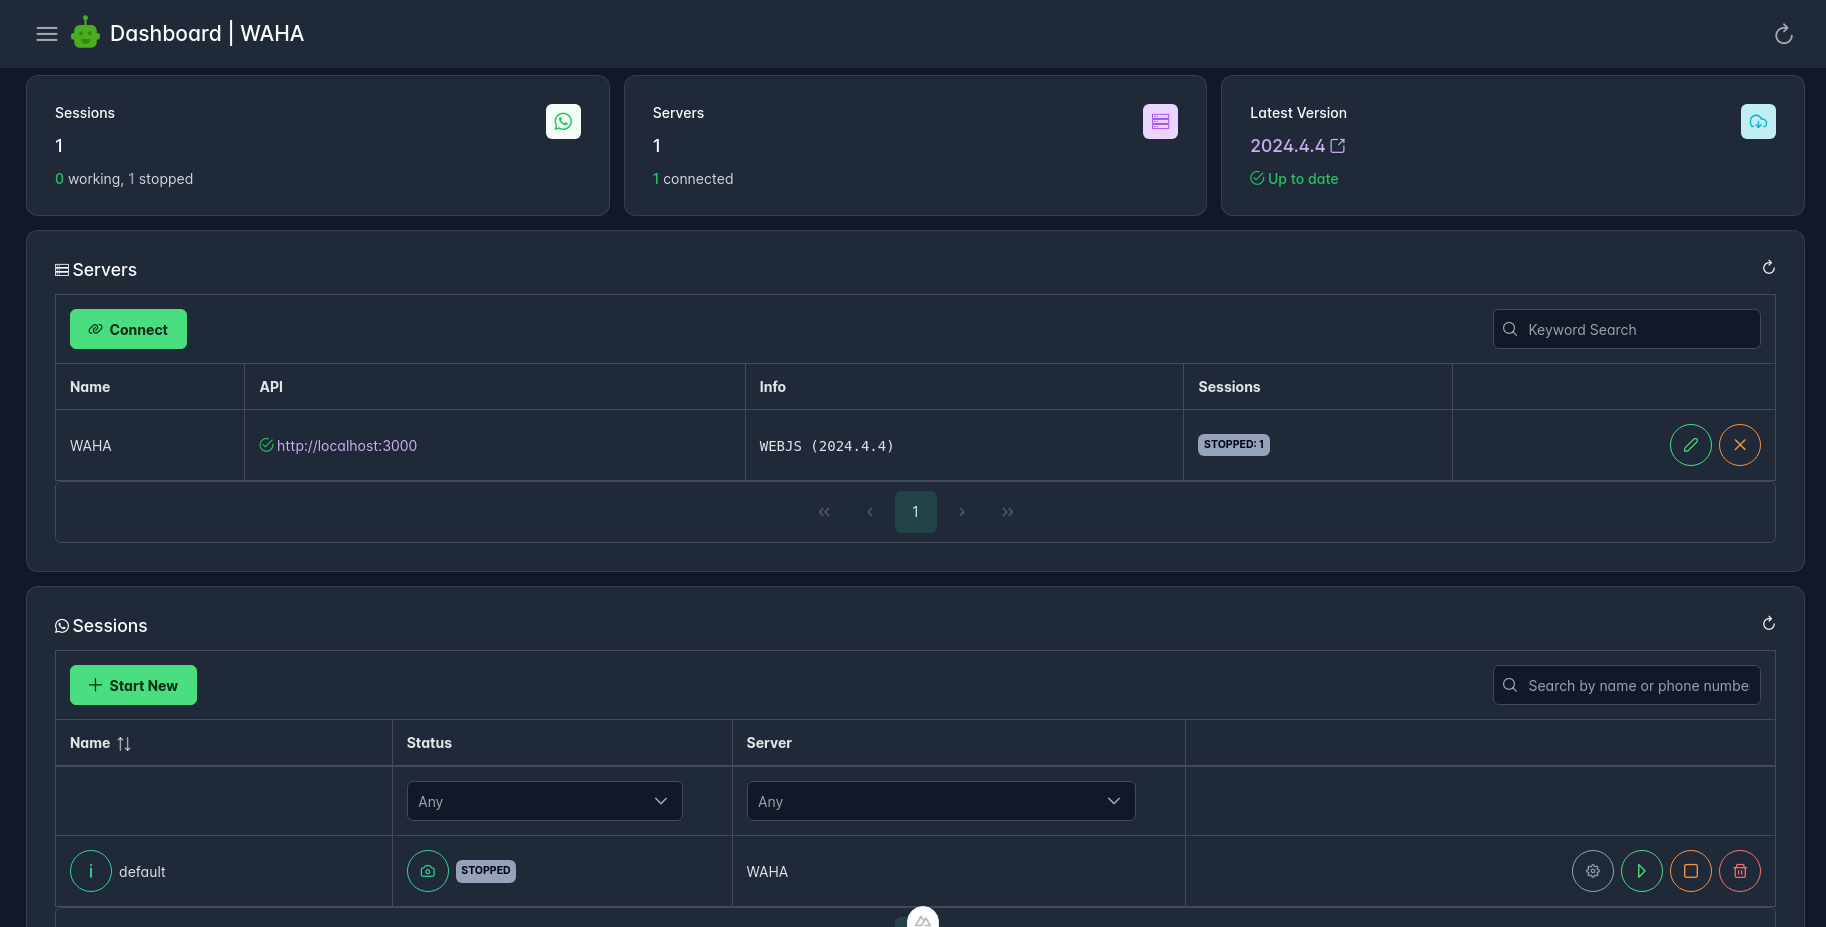 Dashboard | WAHA
Sessions
1
0 working, 1 stopped
Servers
1
1 connected
Latest Version
2024.4.4
Up to date
Servers
Connect
Keyword Search
Name API Info Sessions
WAHA http://localhost:3000 WEBJS (2024.4.4) STOPPED: 1
1
Sessions
Start New
Search by name or phone numbe
Name Status Server
Any Any
default STOPPED WAHA